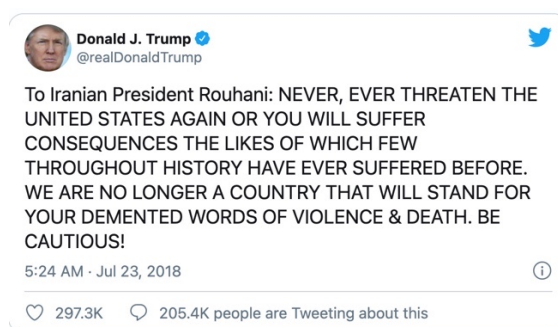 Donald J. Trump
@realDonaldTrump
To Iranian President Rouhani: NEVER, EVER THREATEN THE
UNITED STATES AGAIN OR YOU WILL SUFFER
CONSEQUENCES THE LIKES OF WHICH FEW
THROUGHOUT HISTORY HAVE EVER SUFFERED BEFORE.
WE ARE NO LONGER A COUNTRY THAT WILL STAND FOR
YOUR DEMENTED WORDS OF VIOLENCE & DEATH. BE
CAUTIOUS!
5:24 AM · Jul 23, 2018
297.3K 205.4K people are Tweeting about this